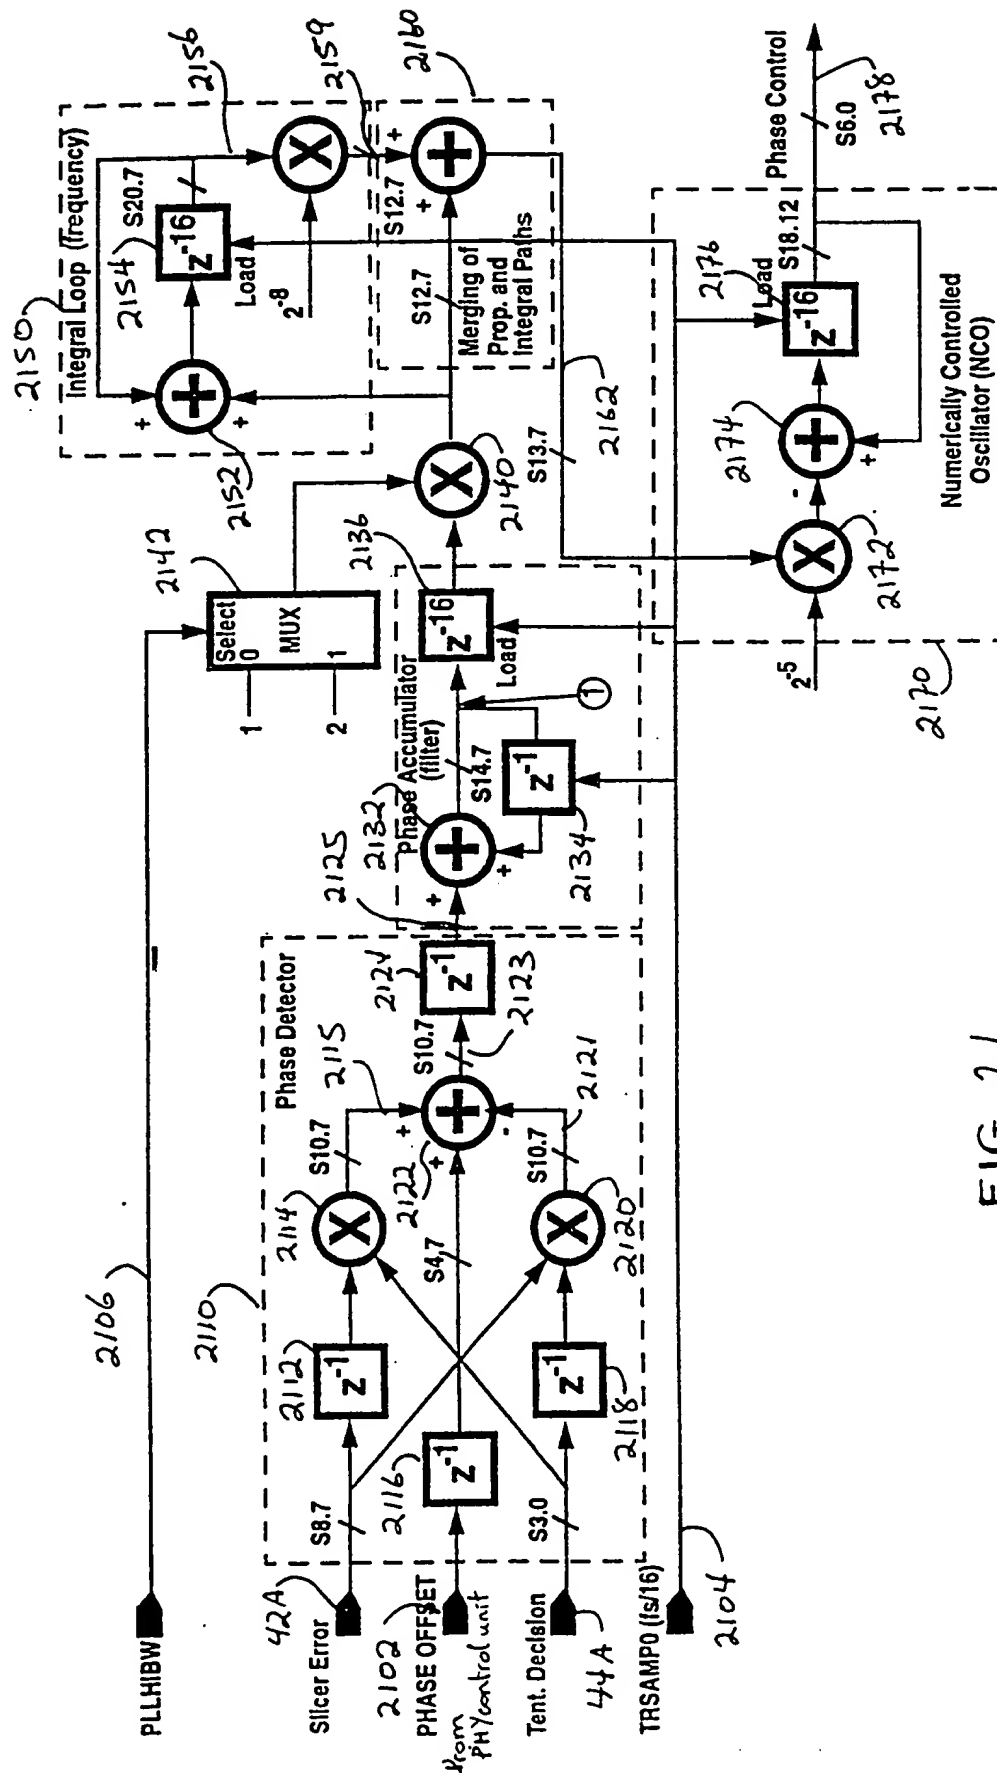 PLLHIBW
2106
1
2
Select
0
MUX
1
2142
2150
Integral Loop (frequency)
2152
+
+
2154
z-16
S20.7
Load
2-8
X
2156
2159
S12.7
+
+
2160
S12.7
Merging of
Prop. and
Integral Paths
2162
S13.7
2140
X
2110
Phase Detector
42A
Slicer Error
S8.7
2112
z-1
2114
X
S10.7
2115
2102
PHASE OFFSET
from
PHY control unit
2116
z-1
S4.7
2122
+
+
-
S10.7
2123
2124
z-1
2125
Tent. Decision
44A
S3.0
2118
z-1
2120
X
S10.7
2121
Phase Accumulator
(filter)
2132
+
+
S14.7
z-1
2134
1
z-16
Load
2136
TRSAMP0 (fs/16)
2104
2-5
X
2172
-
2174
+
2176
Load
z-16
S18.12
Phase Control
S6.0
2178
Numerically Controlled
Oscillator (NCO)
2170
FIG. 21